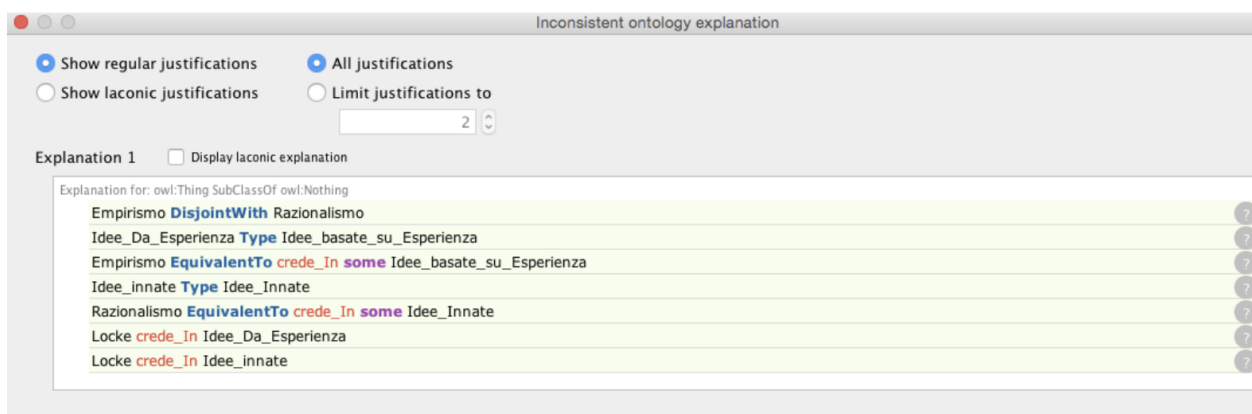 Inconsistent ontology explanation
Show regular justifications All justifications
Show laconic justifications Limit justifications to
2
Explanation 1 Display laconic explanation
Explanation for: owl:Thing SubClassOf owl:Nothing
Empirismo DisjointWith Razionalismo ?
Idee_Da_Esperienza Type Idee_basate_su_Esperienza ?
Empirismo EquivalentTo crede_In some Idee_basate_su_Esperienza ?
Idee_innate Type Idee_Innate ?
Razionalismo EquivalentTo crede_In some Idee_Innate ?
Locke crede_In Idee_Da_Esperienza ?
Locke crede_In Idee_innate ?